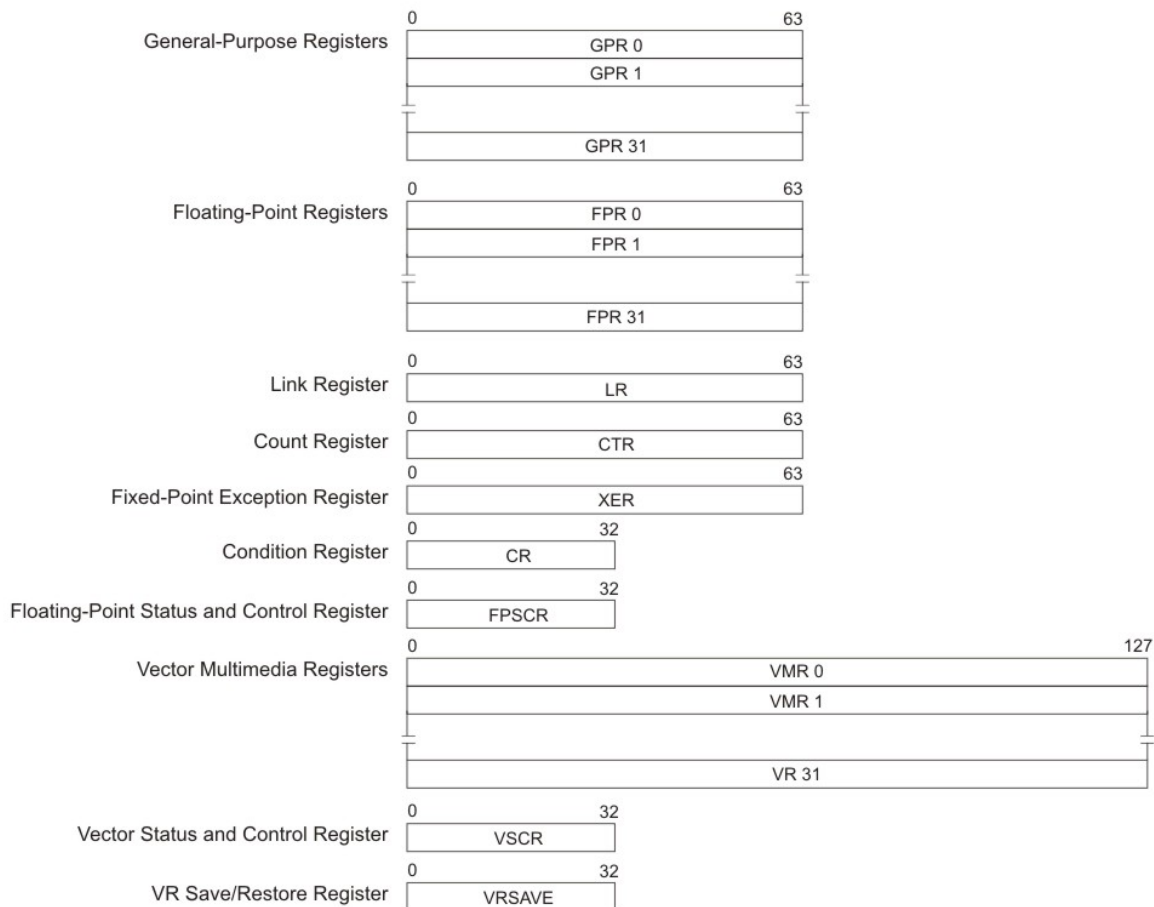 0 63
General-Purpose Registers GPR 0
GPR 1
GPR 31
0 63
Floating-Point Registers FPR 0
FPR 1
FPR 31
0 63
Link Register LR
0 63
Count Register CTR
0 63
Fixed-Point Exception Register XER
0 32
Condition Register CR
0 32
Floating-Point Status and Control Register FPSCR
0 127
Vector Multimedia Registers VMR 0
VMR 1
VR 31
0 32
Vector Status and Control Register VSCR
0 32
VR Save/Restore Register VRSAVE